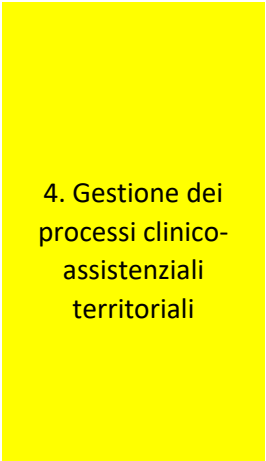 4. Gestione dei
processi clinico-
assistenziali
territoriali